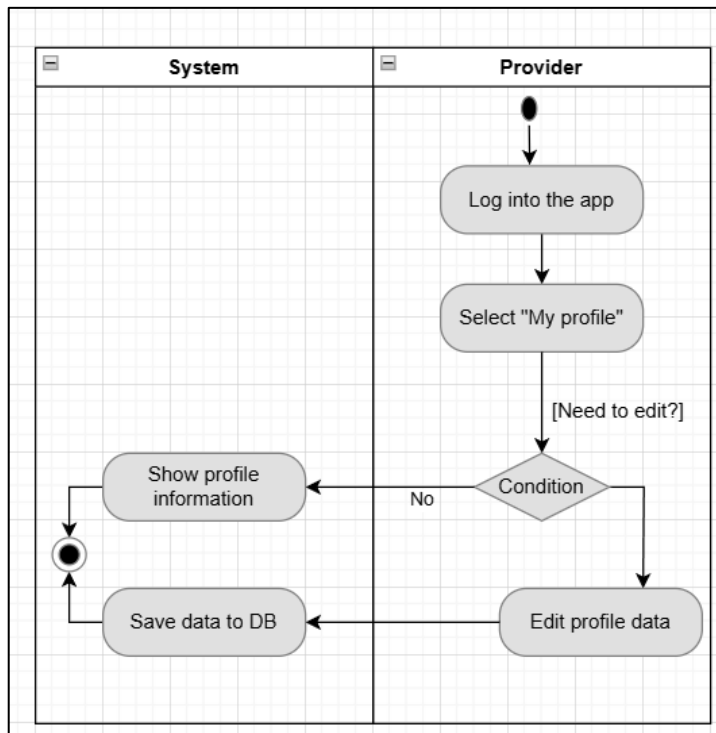 System
Provider
Log into the app
Select "My profile"
[Need to edit?]
Show profile
information
Condition
No
Save data to DB
Edit profile data